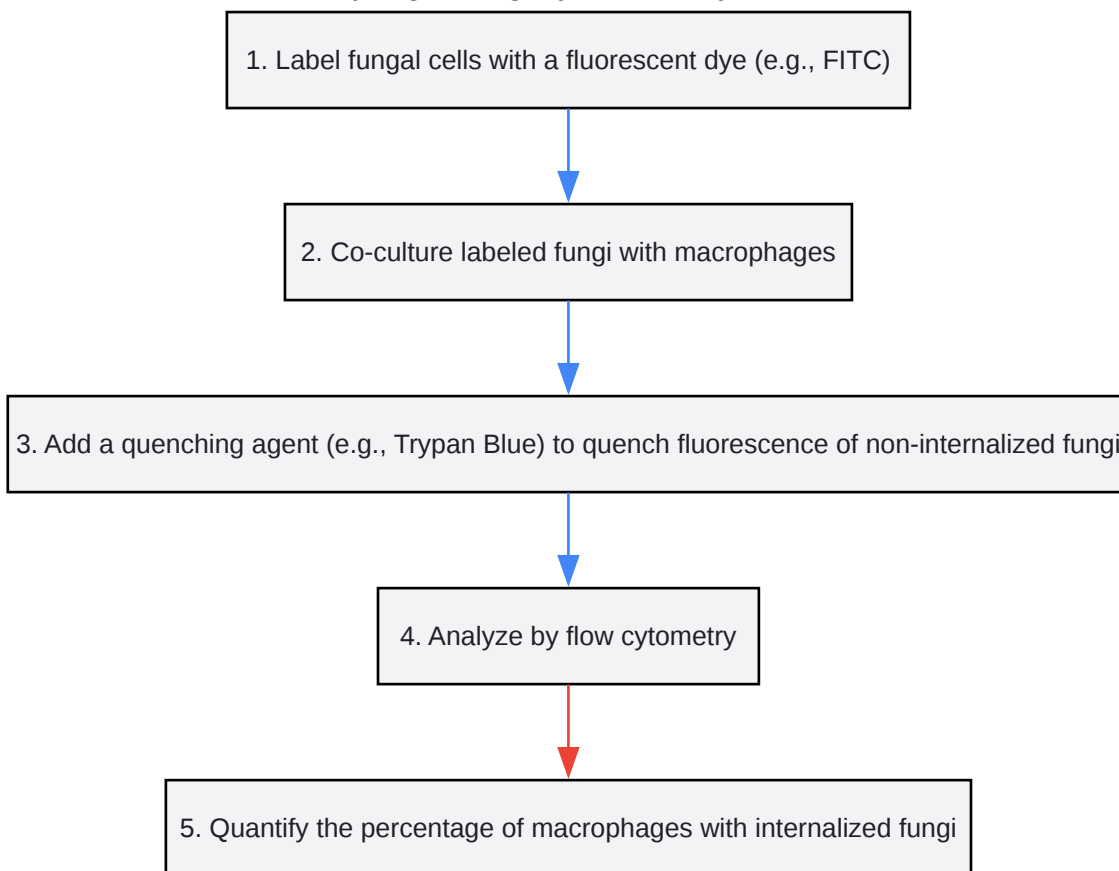 1. Label fungal cells with a fluorescent dye (e.g., FITC)
2. Co-culture labeled fungi with macrophages
3. Add a quenching agent (e.g., Trypan Blue) to quench fluorescence of non-internalized fungi
4. Analyze by flow cytometry
5. Quantify the percentage of macrophages with internalized fungi